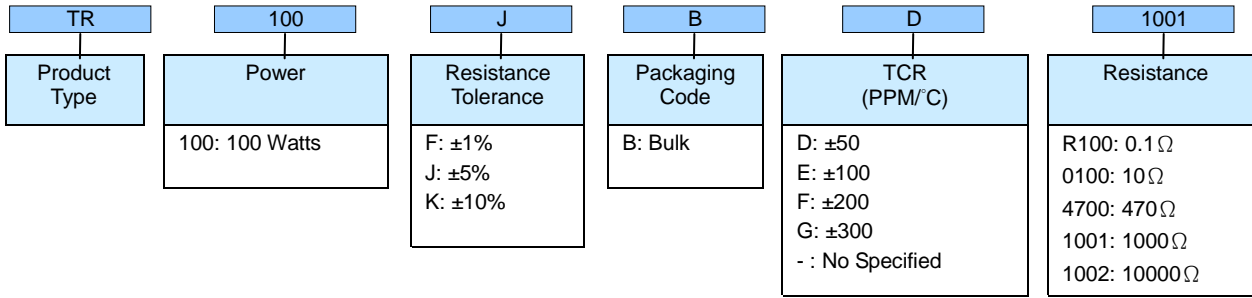 TR 100 J B D 1001
Product Type
Power
Resistance Tolerance
Packaging Code
TCR (PPM/°C)
Resistance
100: 100 Watts
F: ±1%
J: ±5%
K: ±10%
B: Bulk
D: ±50
E: ±100
F: ±200
G: ±300
- : No Specified
R100: 0.1Ω
0100: 10Ω
4700: 470Ω
1001: 1000Ω
1002: 10000Ω